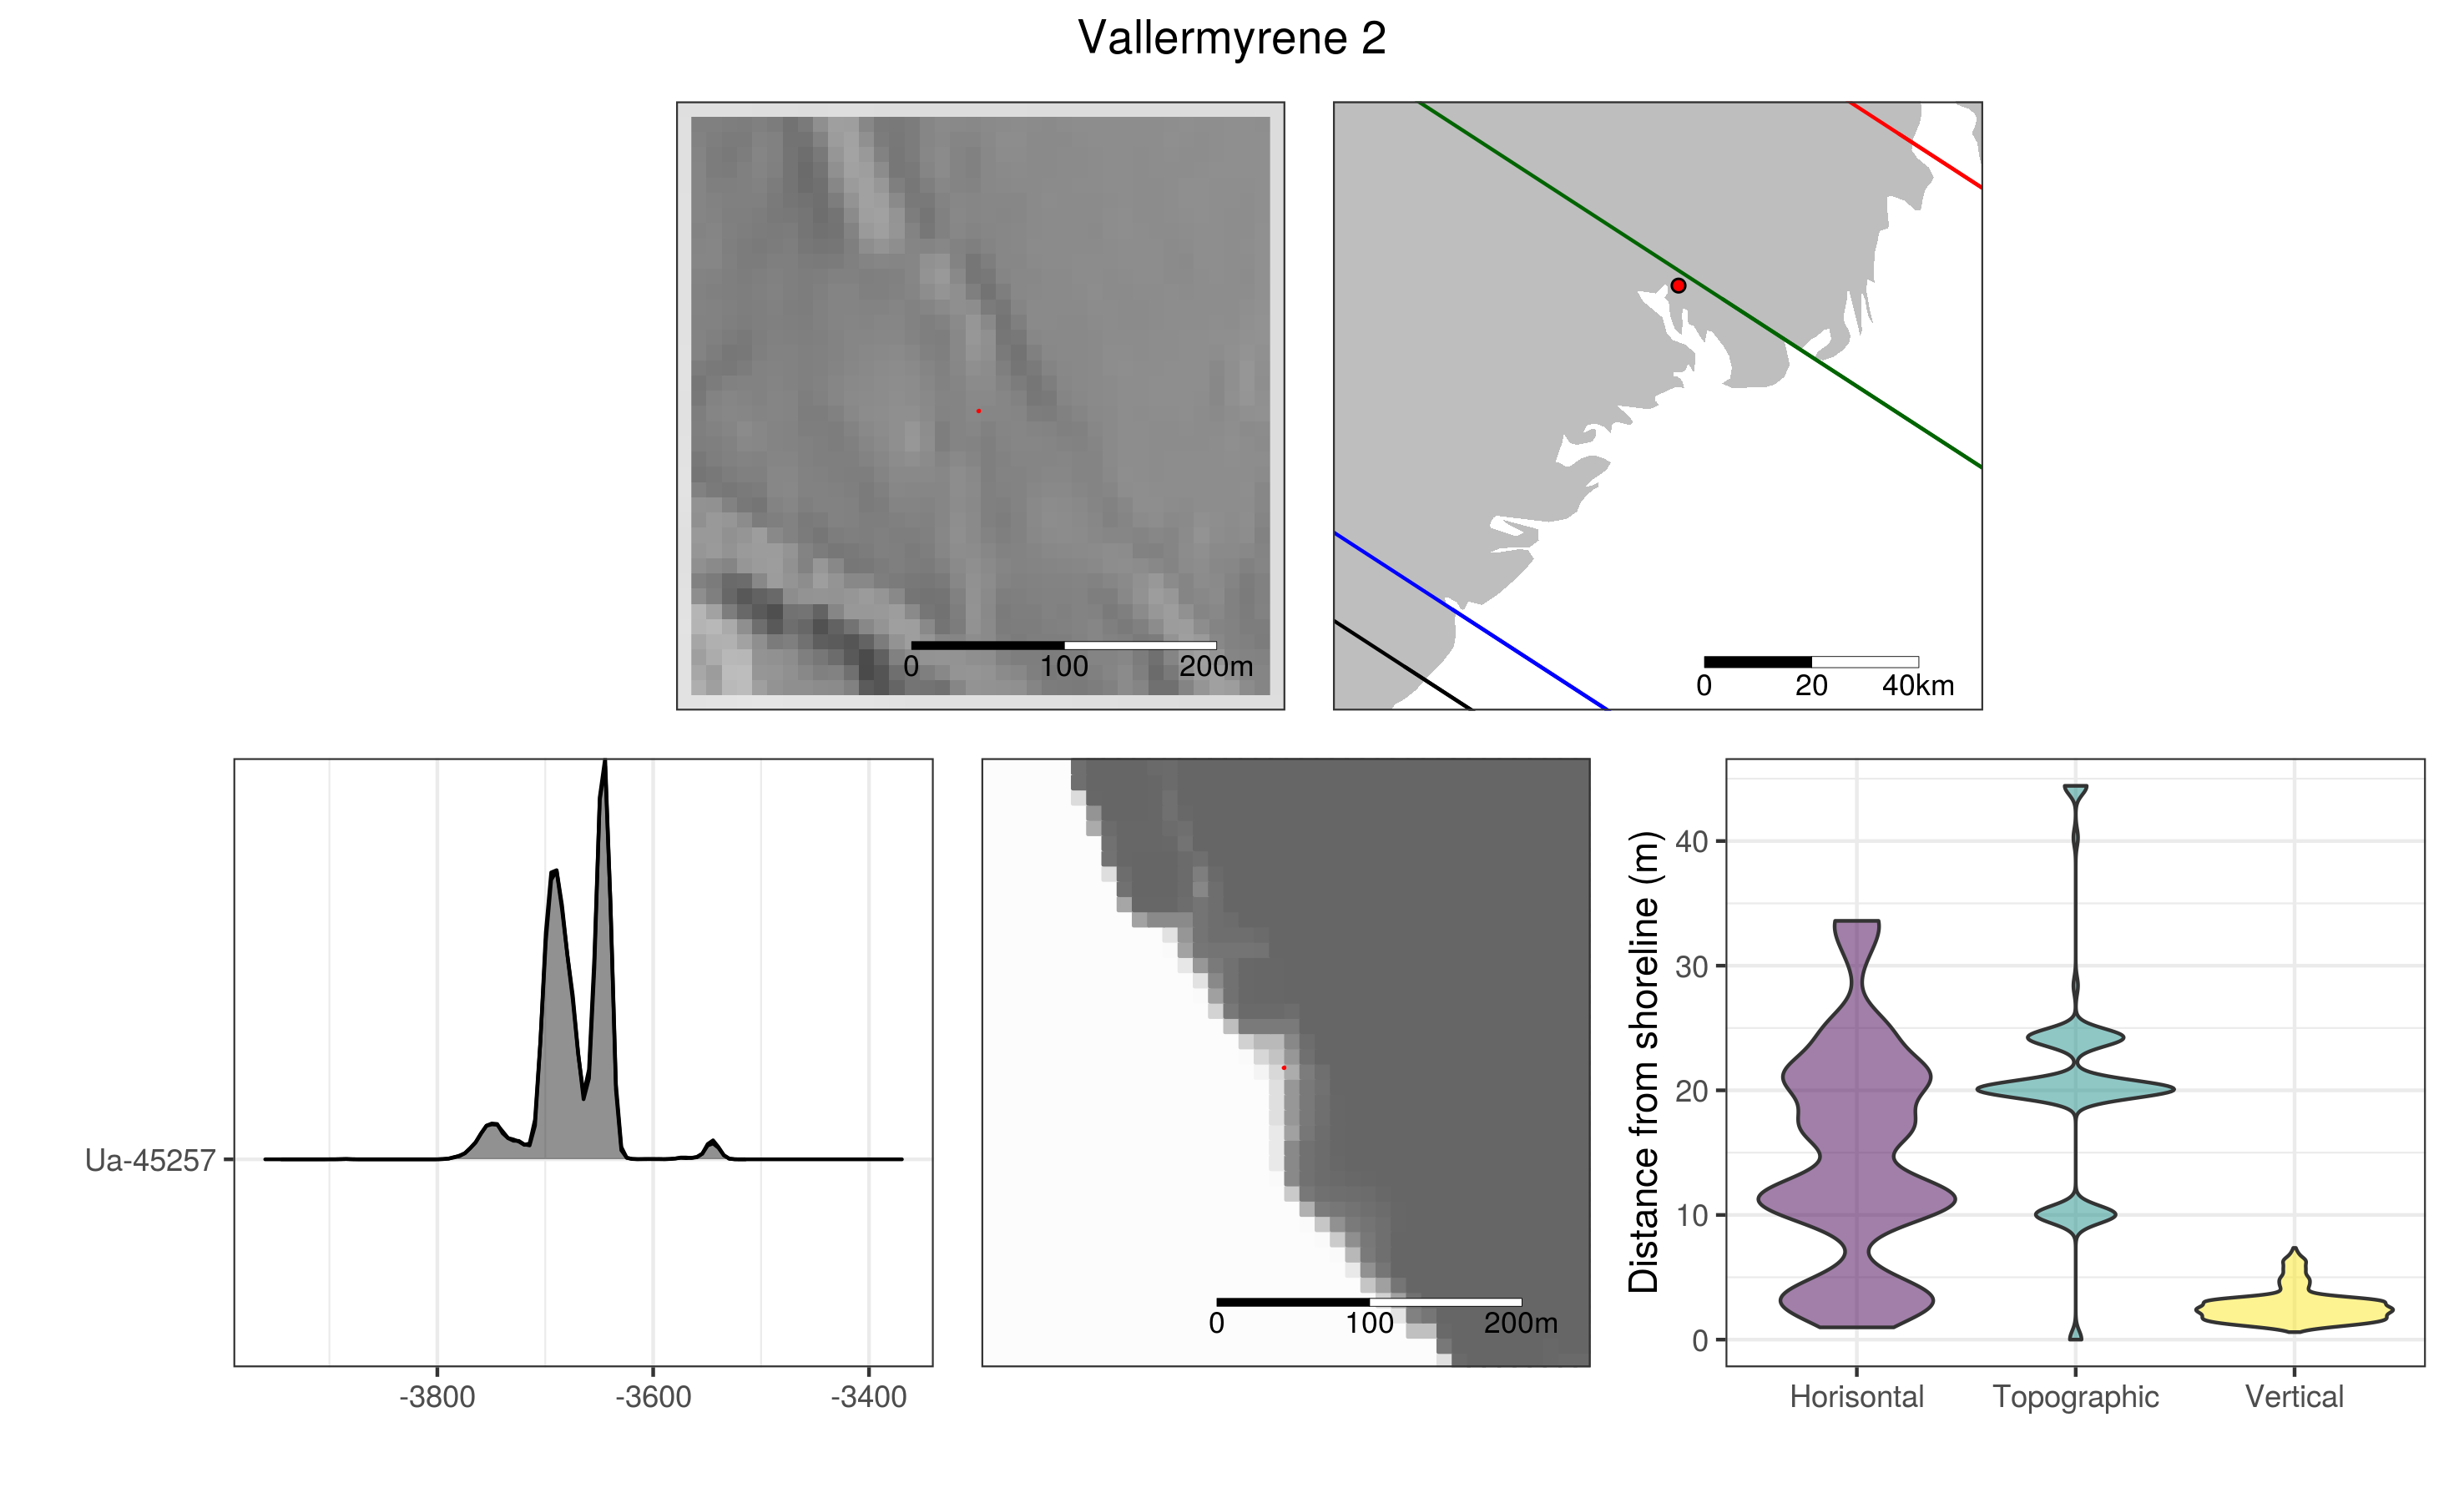 Vallermyrene 2
0 100 200m
0 20 40km
Ua-45257
-3800 -3600 -3400
0 100 200m
Distance from shoreline (m)
40
30
20
10
0
Horisontal Topographic Vertical